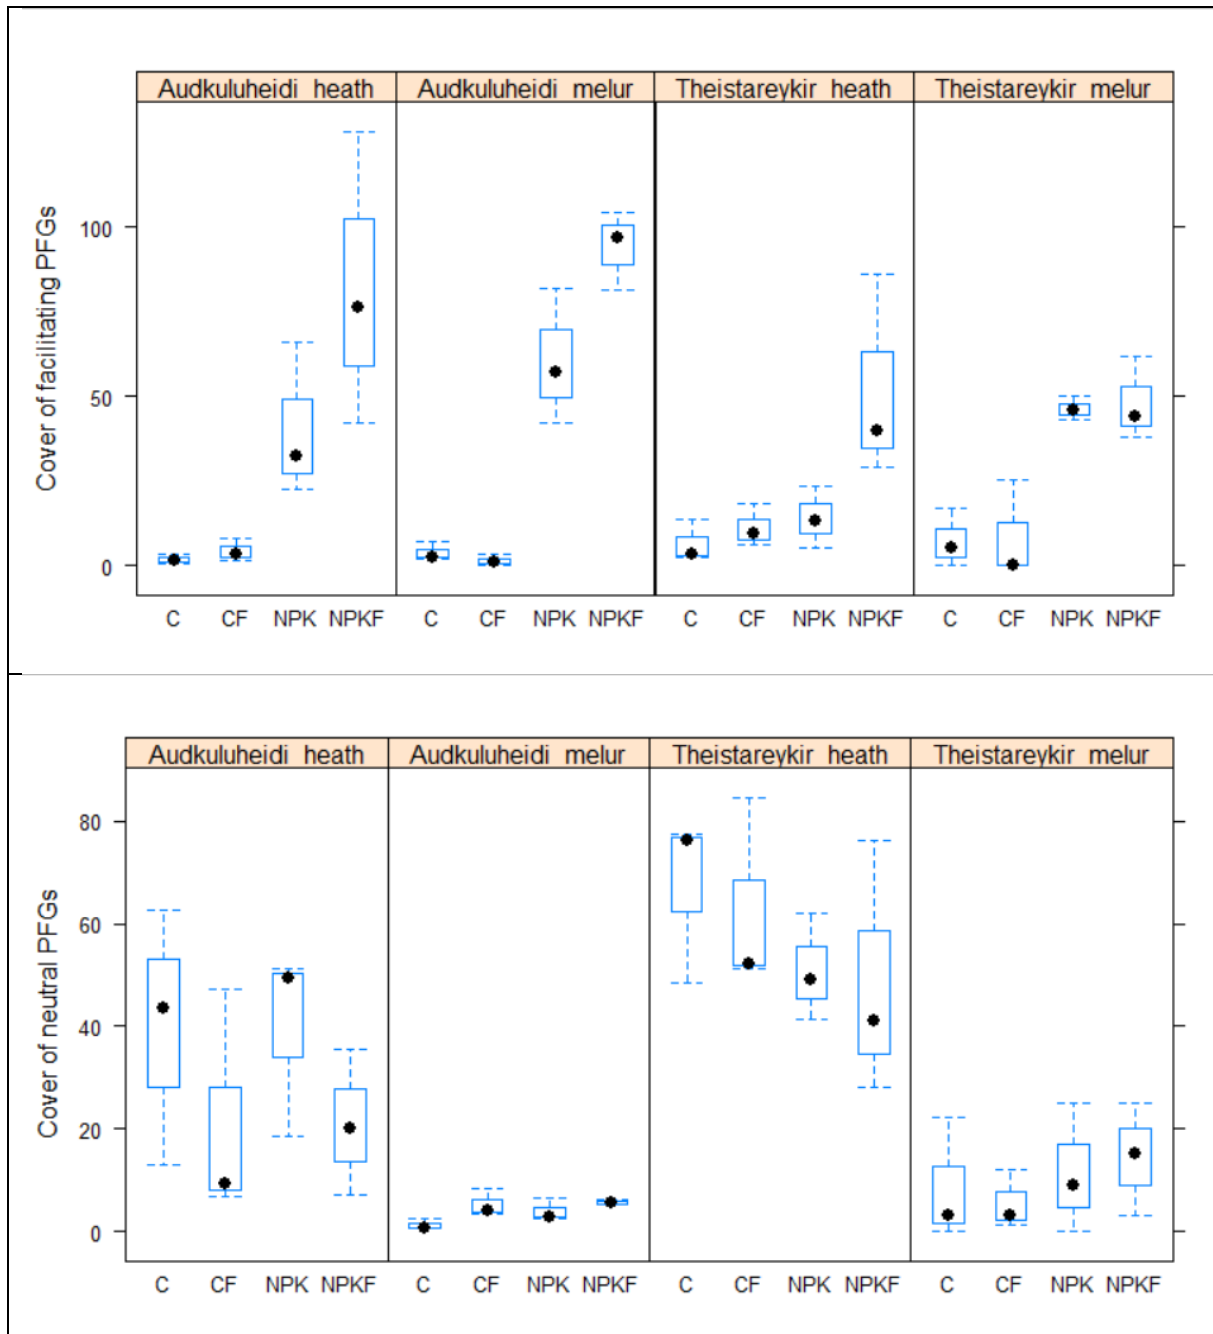 Audkuluheidi heath Audkuluheidi melur Theistareykir heath Theistareykir melur
Cover of facilitating PFGs
100
50
0
C CF NPK NPKF C CF NPK NPKF C CF NPK NPKF C CF NPK NPKF
Audkuluheidi heath Audkuluheidi melur Theistareykir heath Theistareykir melur
Cover of neutral PFGs
80
60
40
20
0
C CF NPK NPKF C CF NPK NPKF C CF NPK NPKF C CF NPK NPKF